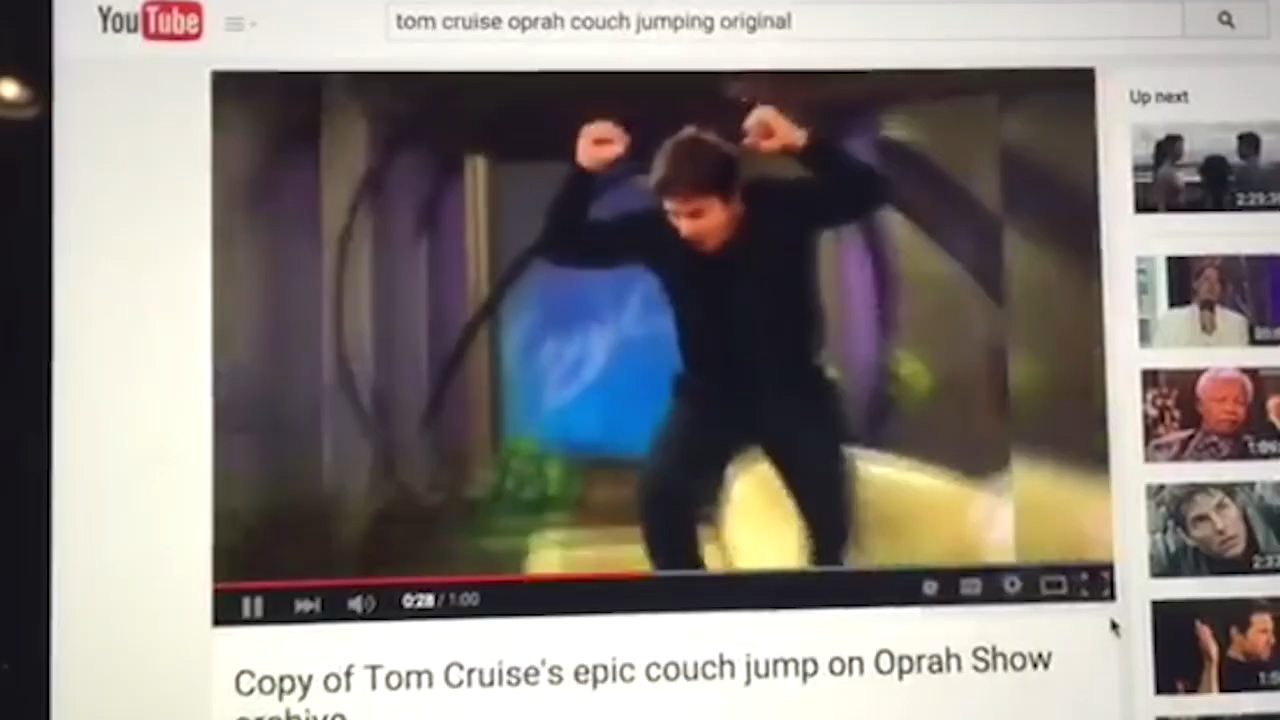 YouTube
tom cruise oprah couch jumping original
Up next
0:28 / 1:00
Copy of Tom Cruise's epic couch jump on Oprah Show
archive